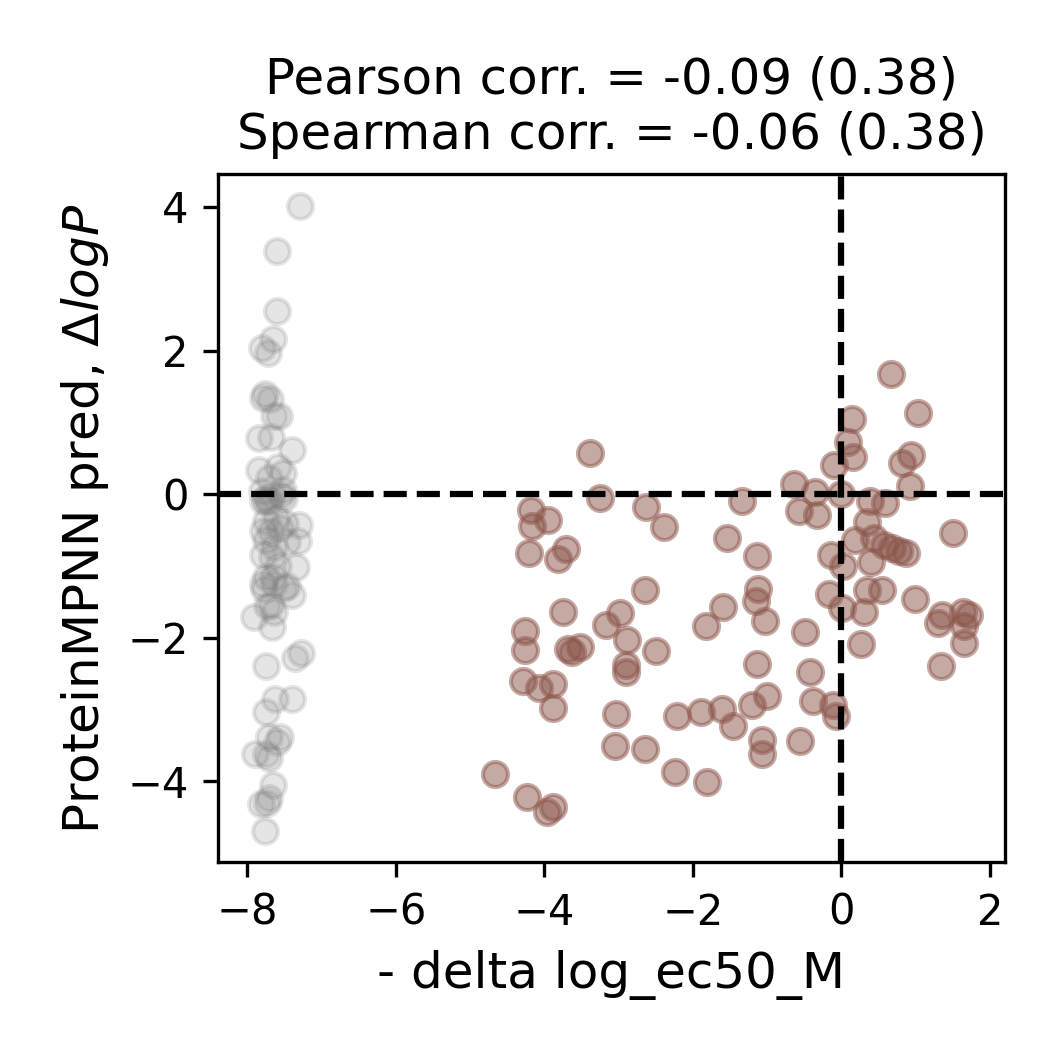 Pearson corr. = -0.09 (0.38)
Spearman corr. = -0.06 (0.38)
ProteinMPNN pred, ΔlogP
4
2
0
−2
−4
−8
−6
−4
−2
0
2
- delta log_ec50_M